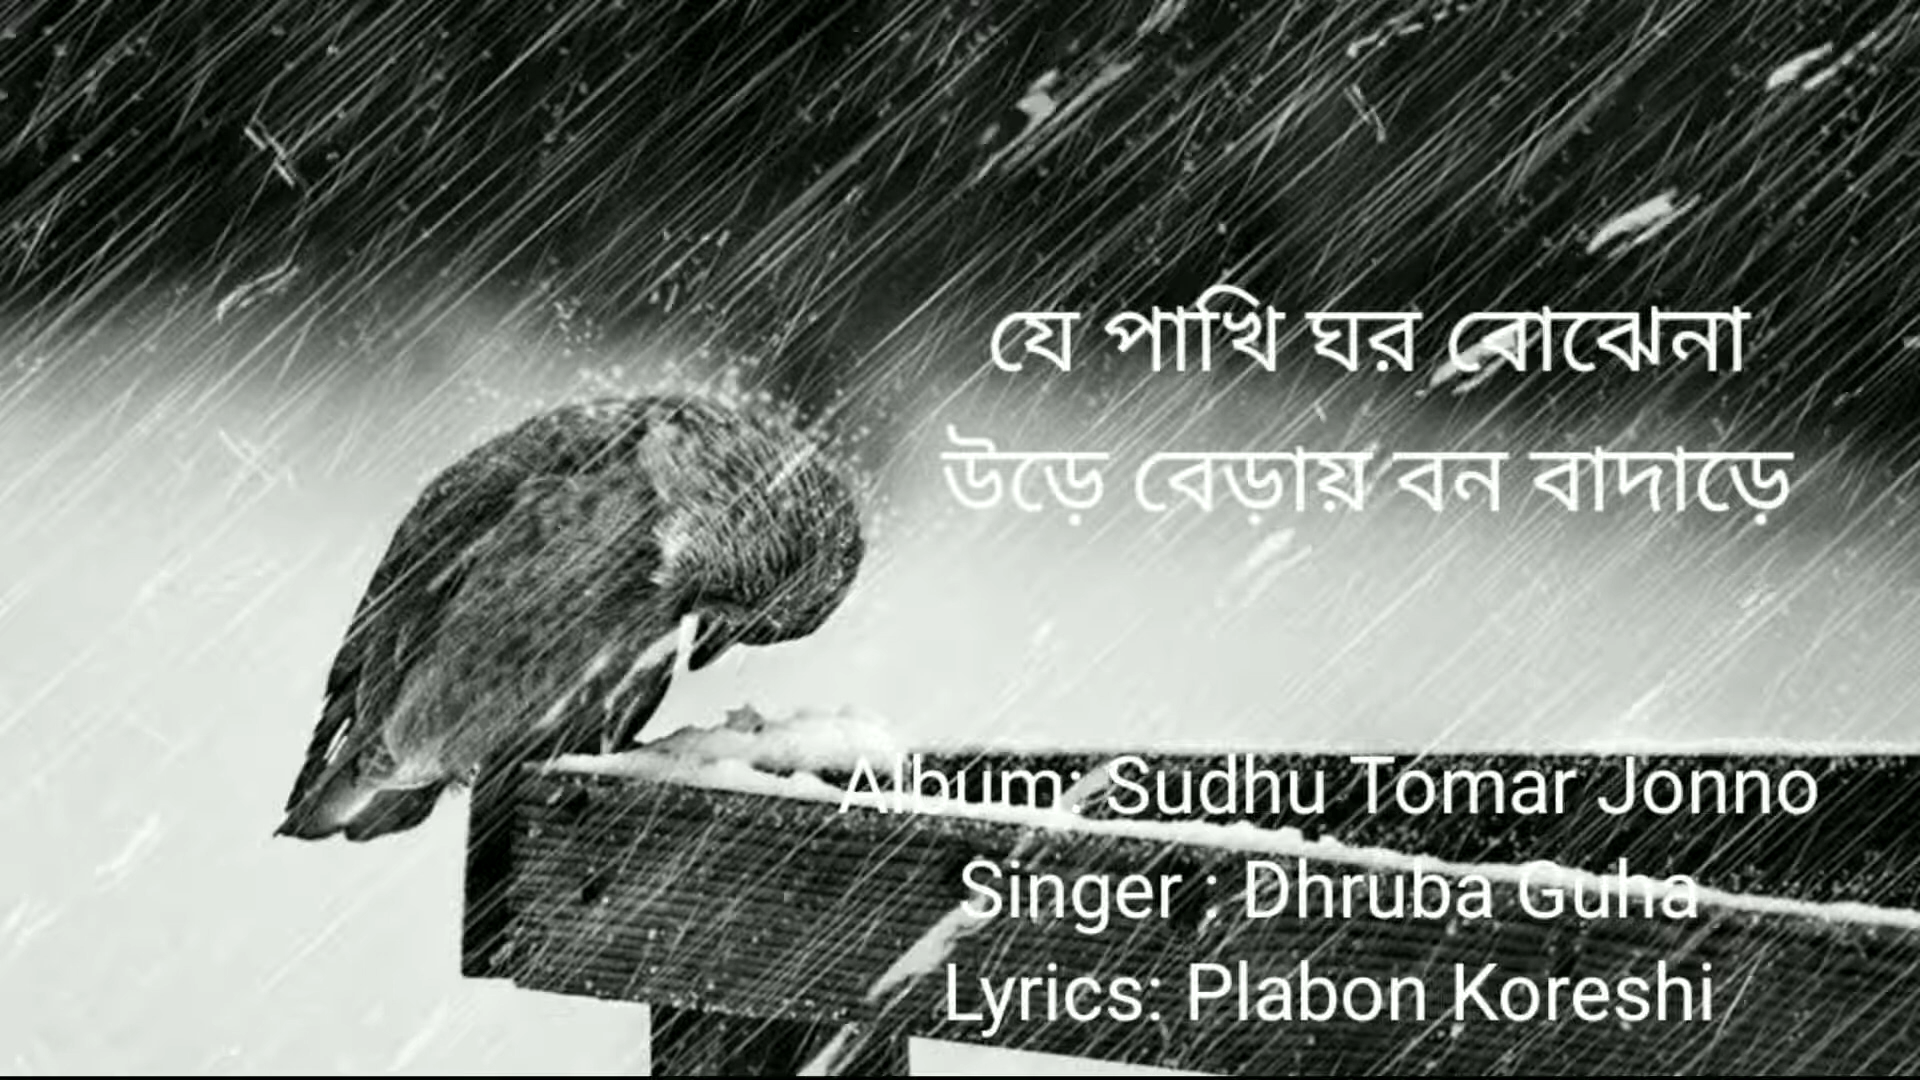 যে পাখি ঘর বোঝেনা
উড়ে বেড়ায় বন বাদাড়ে
Album: Sudhu Tomar Jonno
Singer : Dhruba Guha
Lyrics: Plabon Koreshi